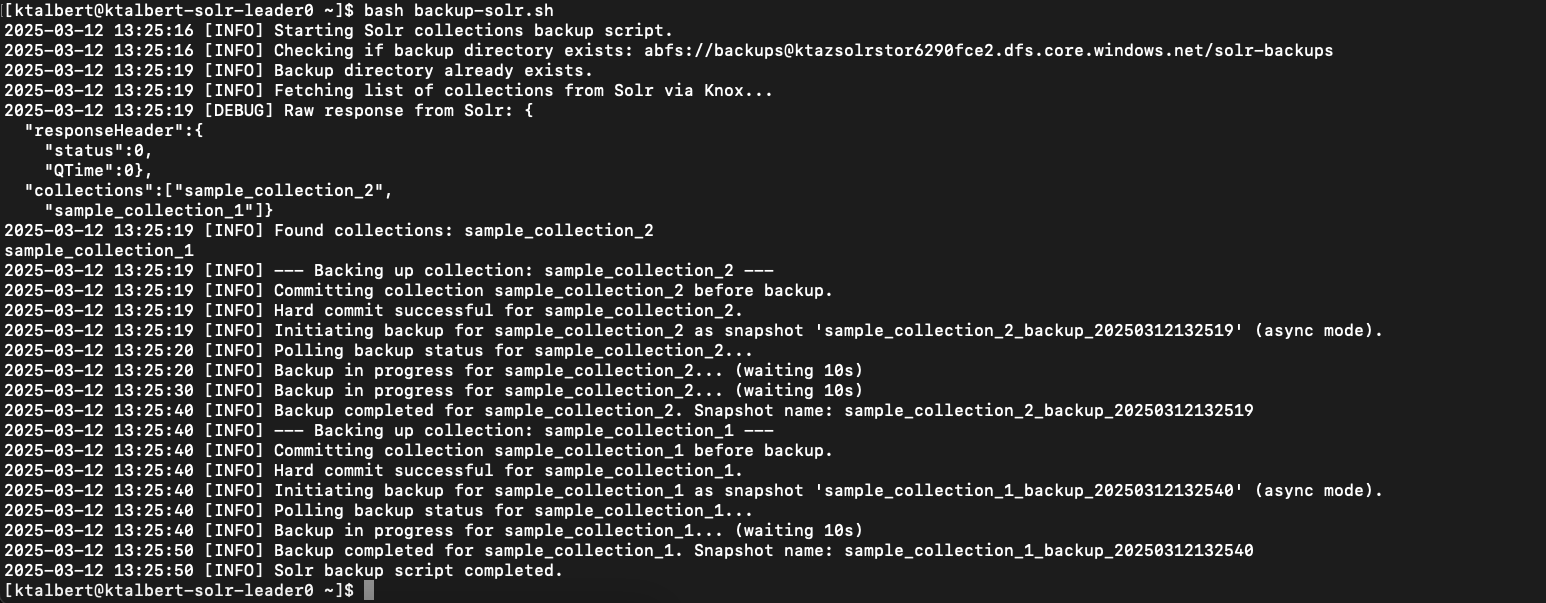 [[ktalbert@ktalbert-solr-leader0 ~]$ bash backup-solr.sh
2025-03-12 13:25:16 [INFO] Starting Solr collections backup script.
2025-03-12 13:25:16 [INFO] Checking if backup directory exists: abfs://backups@ktazsolrstor6290fce2.dfs.core.windows.net/solr-backups
2025-03-12 13:25:19 [INFO] Backup directory already exists.
2025-03-12 13:25:19 [INFO] Fetching list of collections from Solr via Knox...
2025-03-12 13:25:19 [DEBUG] Raw response from Solr: {
  "responseHeader":{
    "status":0,
    "QTime":0},
  "collections":["sample_collection_2",
    "sample_collection_1"]}
2025-03-12 13:25:19 [INFO] Found collections: sample_collection_2
sample_collection_1
2025-03-12 13:25:19 [INFO] --- Backing up collection: sample_collection_2 ---
2025-03-12 13:25:19 [INFO] Committing collection sample_collection_2 before backup.
2025-03-12 13:25:19 [INFO] Hard commit successful for sample_collection_2.
2025-03-12 13:25:19 [INFO] Initiating backup for sample_collection_2 as snapshot 'sample_collection_2_backup_20250312132519' (async mode).
2025-03-12 13:25:20 [INFO] Polling backup status for sample_collection_2...
2025-03-12 13:25:20 [INFO] Backup in progress for sample_collection_2... (waiting 10s)
2025-03-12 13:25:30 [INFO] Backup in progress for sample_collection_2... (waiting 10s)
2025-03-12 13:25:40 [INFO] Backup completed for sample_collection_2. Snapshot name: sample_collection_2_backup_20250312132519
2025-03-12 13:25:40 [INFO] --- Backing up collection: sample_collection_1 ---
2025-03-12 13:25:40 [INFO] Committing collection sample_collection_1 before backup.
2025-03-12 13:25:40 [INFO] Hard commit successful for sample_collection_1.
2025-03-12 13:25:40 [INFO] Initiating backup for sample_collection_1 as snapshot 'sample_collection_1_backup_20250312132540' (async mode).
2025-03-12 13:25:40 [INFO] Polling backup status for sample_collection_1...
2025-03-12 13:25:40 [INFO] Backup in progress for sample_collection_1... (waiting 10s)
2025-03-12 13:25:50 [INFO] Backup completed for sample_collection_1. Snapshot name: sample_collection_1_backup_20250312132540
2025-03-12 13:25:50 [INFO] Solr backup script completed.
[ktalbert@ktalbert-solr-leader0 ~]$